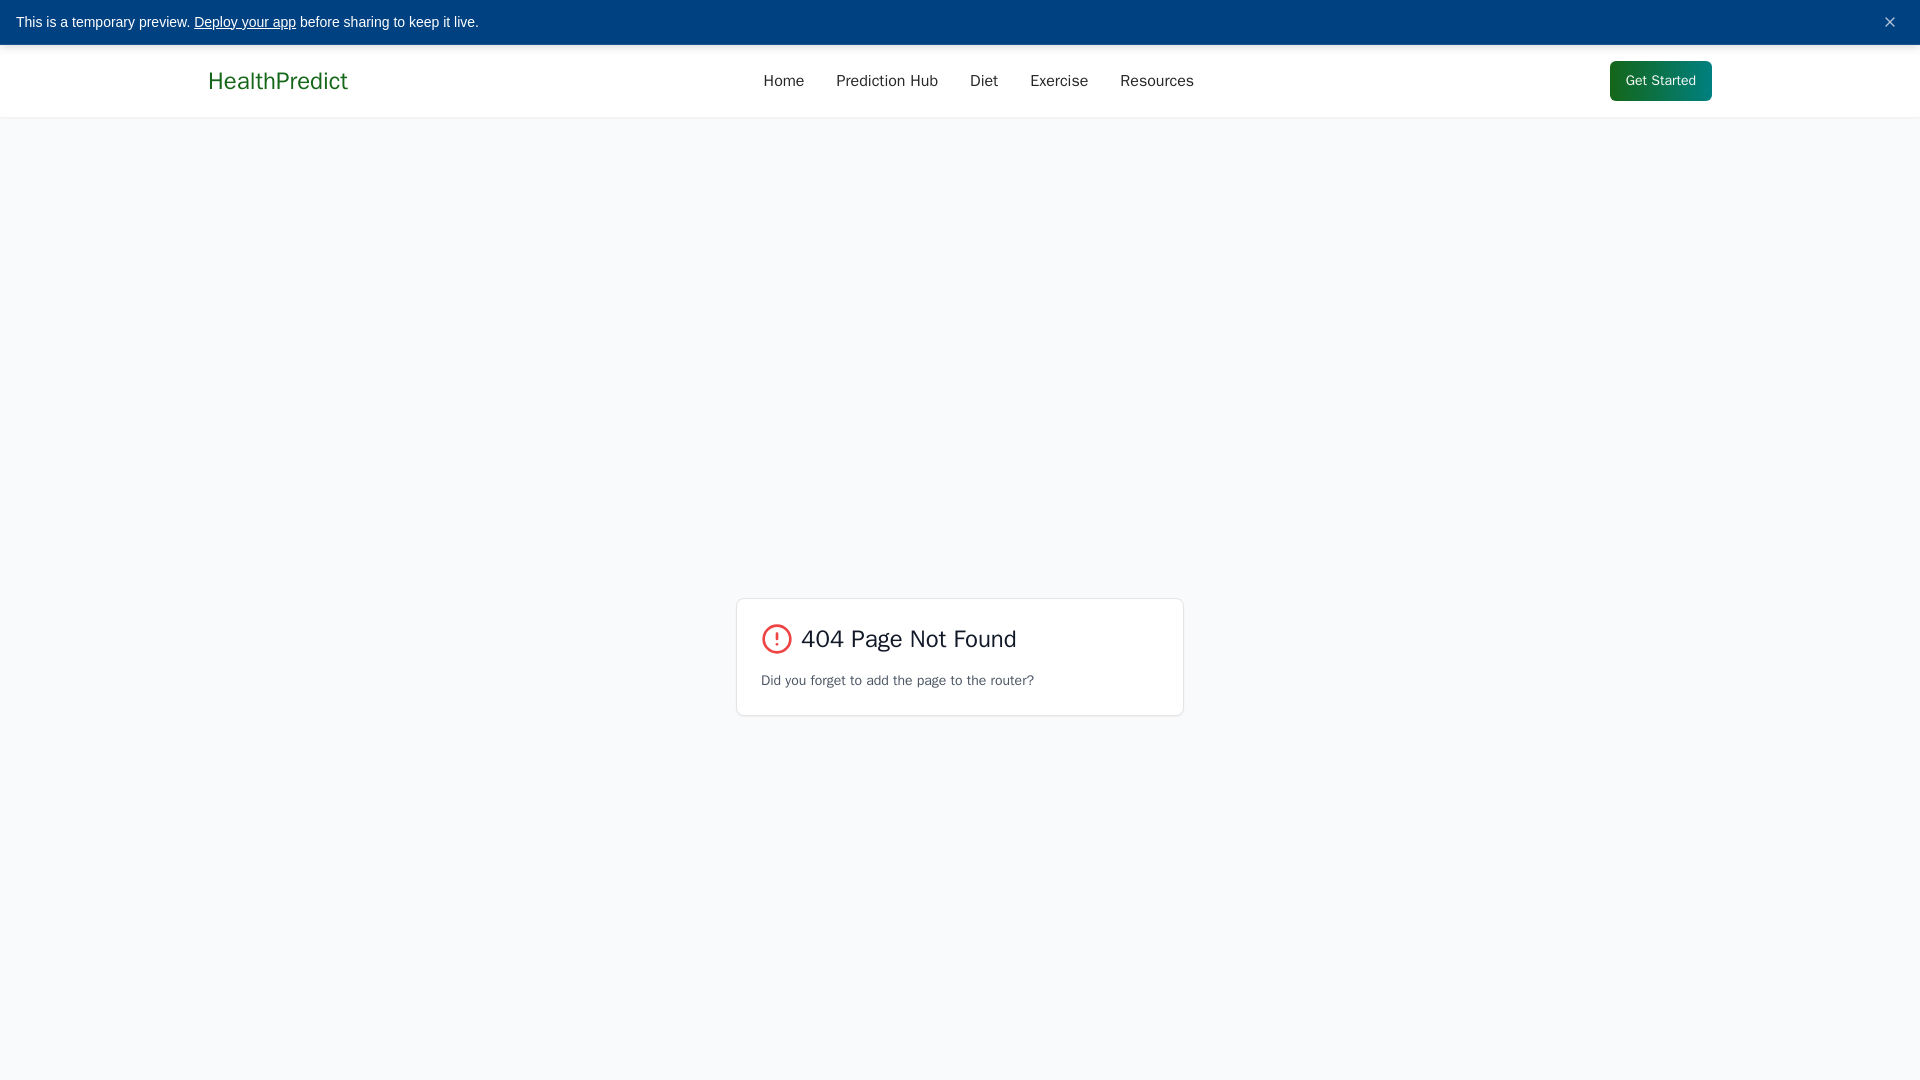 This is a temporary preview. Deploy your app before sharing to keep it live.
HealthPredict
Home Prediction Hub Diet Exercise Resources
Get Started
404 Page Not Found
Did you forget to add the page to the router?